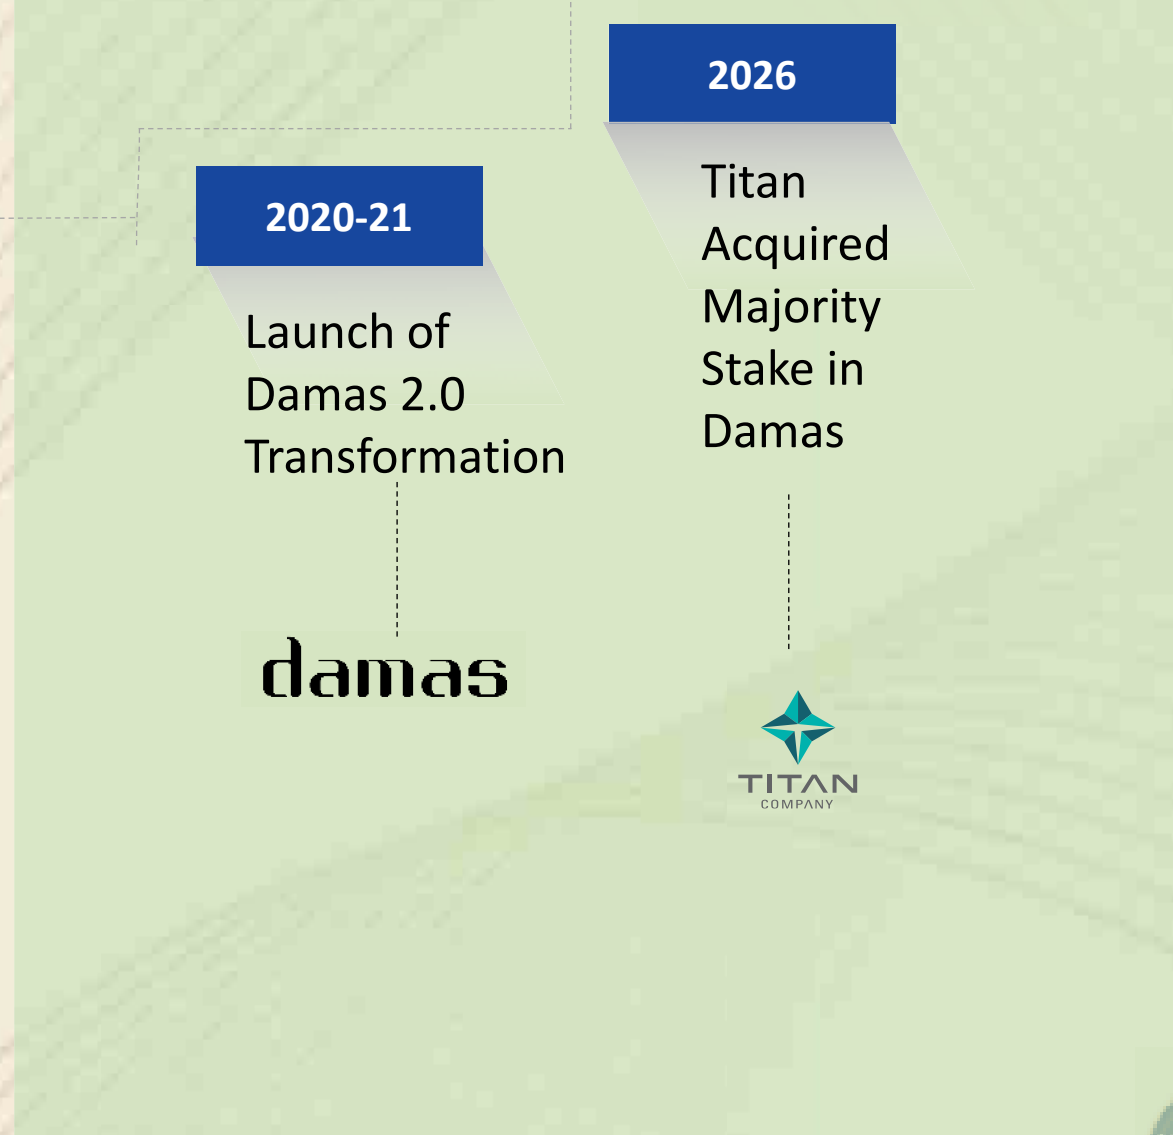 2020-21
Launch of
Damas 2.0
Transformation
damas
2026
Titan
Acquired
Majority
Stake in
Damas
TITAN
COMPANY